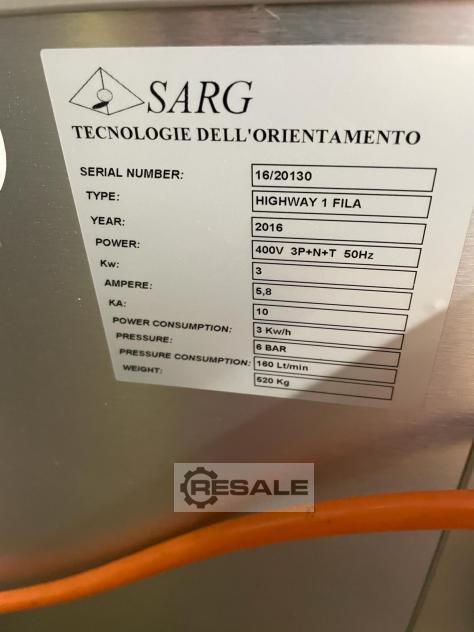 SARG
TECNOLOGIE DELL'ORIENTAMENTO
SERIAL NUMBER: 16/20130
TYPE: HIGHWAY 1 FILA
YEAR: 2016
POWER: 400V 3P+N+T 50Hz
Kw: 3
AMPERE: 5,8
KA: 10
POWER CONSUMPTION: 3 Kw/h
PRESSURE: 6 BAR
PRESSURE CONSUMPTION: 160 Lt/min
WEIGHT: 520 Kg
RESALE